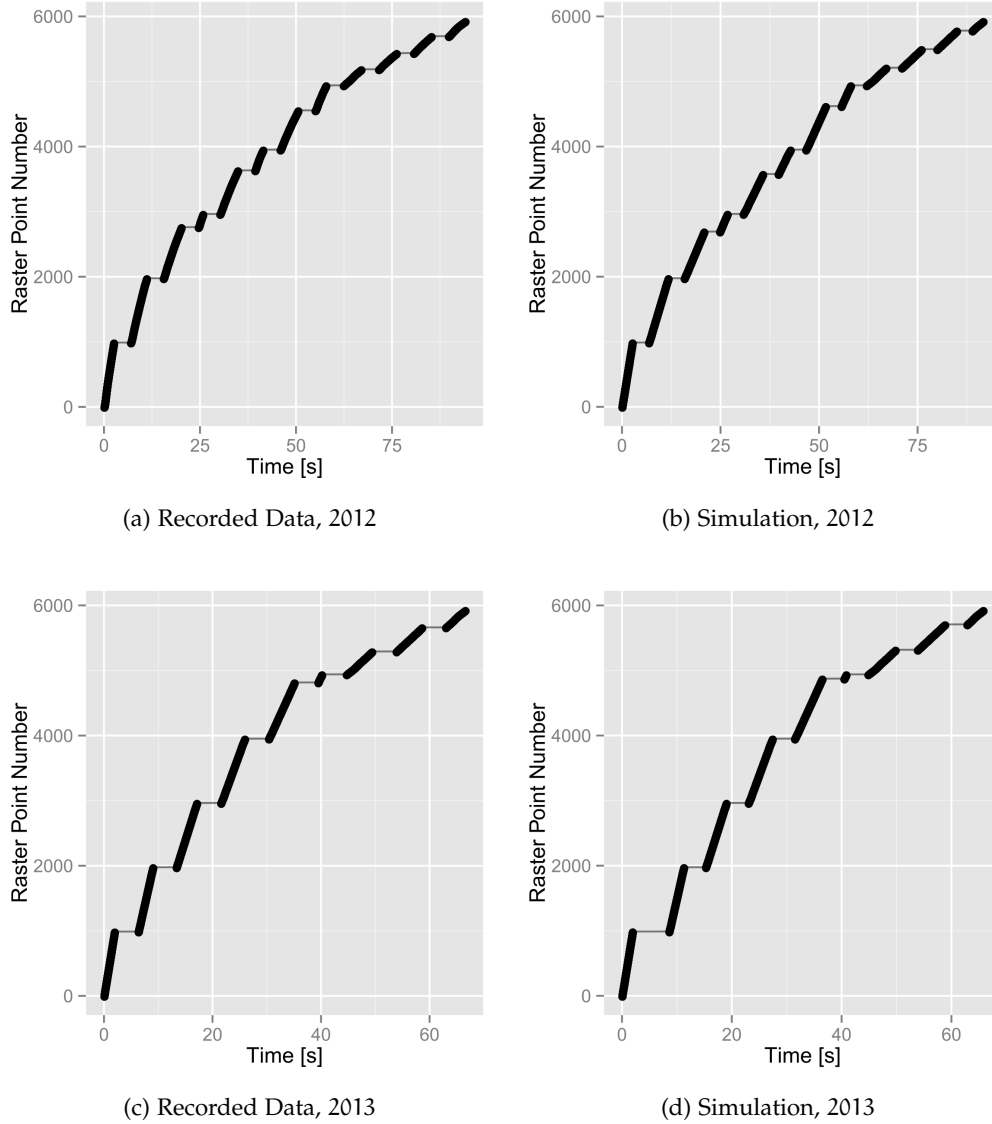 6000
4000
2000
0
Raster Point Number
0 25 50 75
Time [s]
(a) Recorded Data, 2012
6000
4000
2000
0
Raster Point Number
0 25 50 75
Time [s]
(b) Simulation, 2012
6000
4000
2000
0
Raster Point Number
0 20 40 60
Time [s]
(c) Recorded Data, 2013
6000
4000
2000
0
Raster Point Number
0 20 40 60
Time [s]
(d) Simulation, 2013